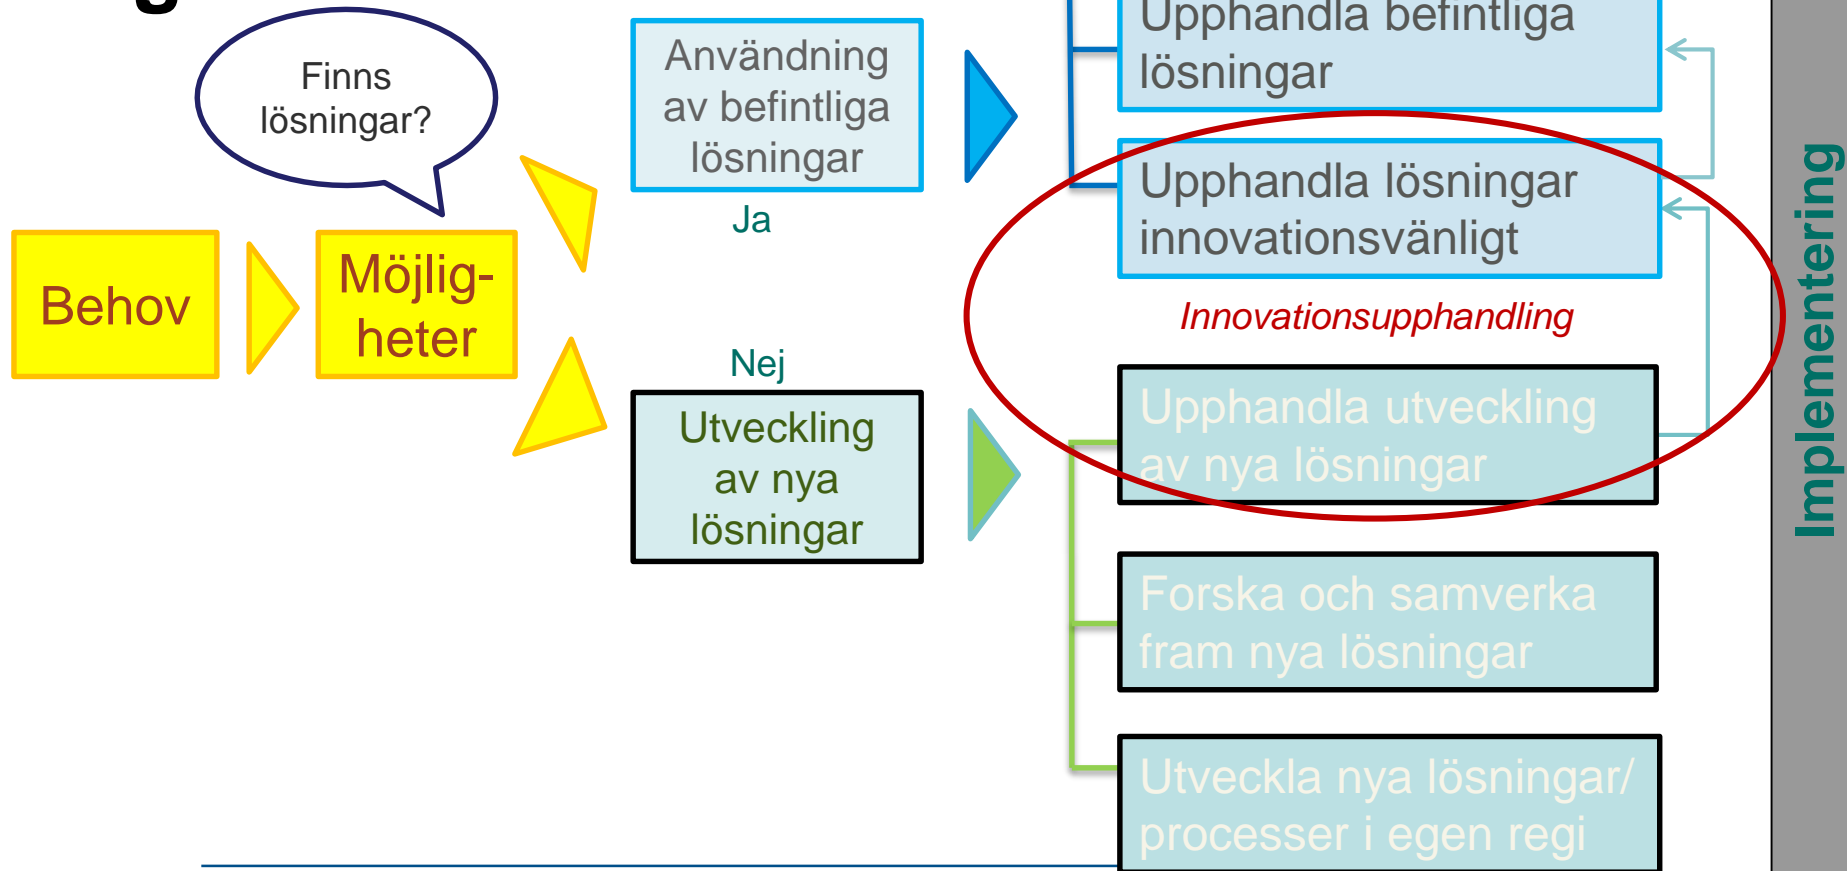 Finns
lösningar?
Behov
Möjlig-
heter
Användning
av befintliga
lösningar
Ja
Nej
Utveckling
av nya
lösningar
Upphandla befintliga
lösningar
Upphandla lösningar
innovationsvänligt
Innovationsupphandling
Upphandla utveckling
av nya lösningar
Forska och samverka
fram nya lösningar
Utveckla nya lösningar/
processer i egen regi
Implementering